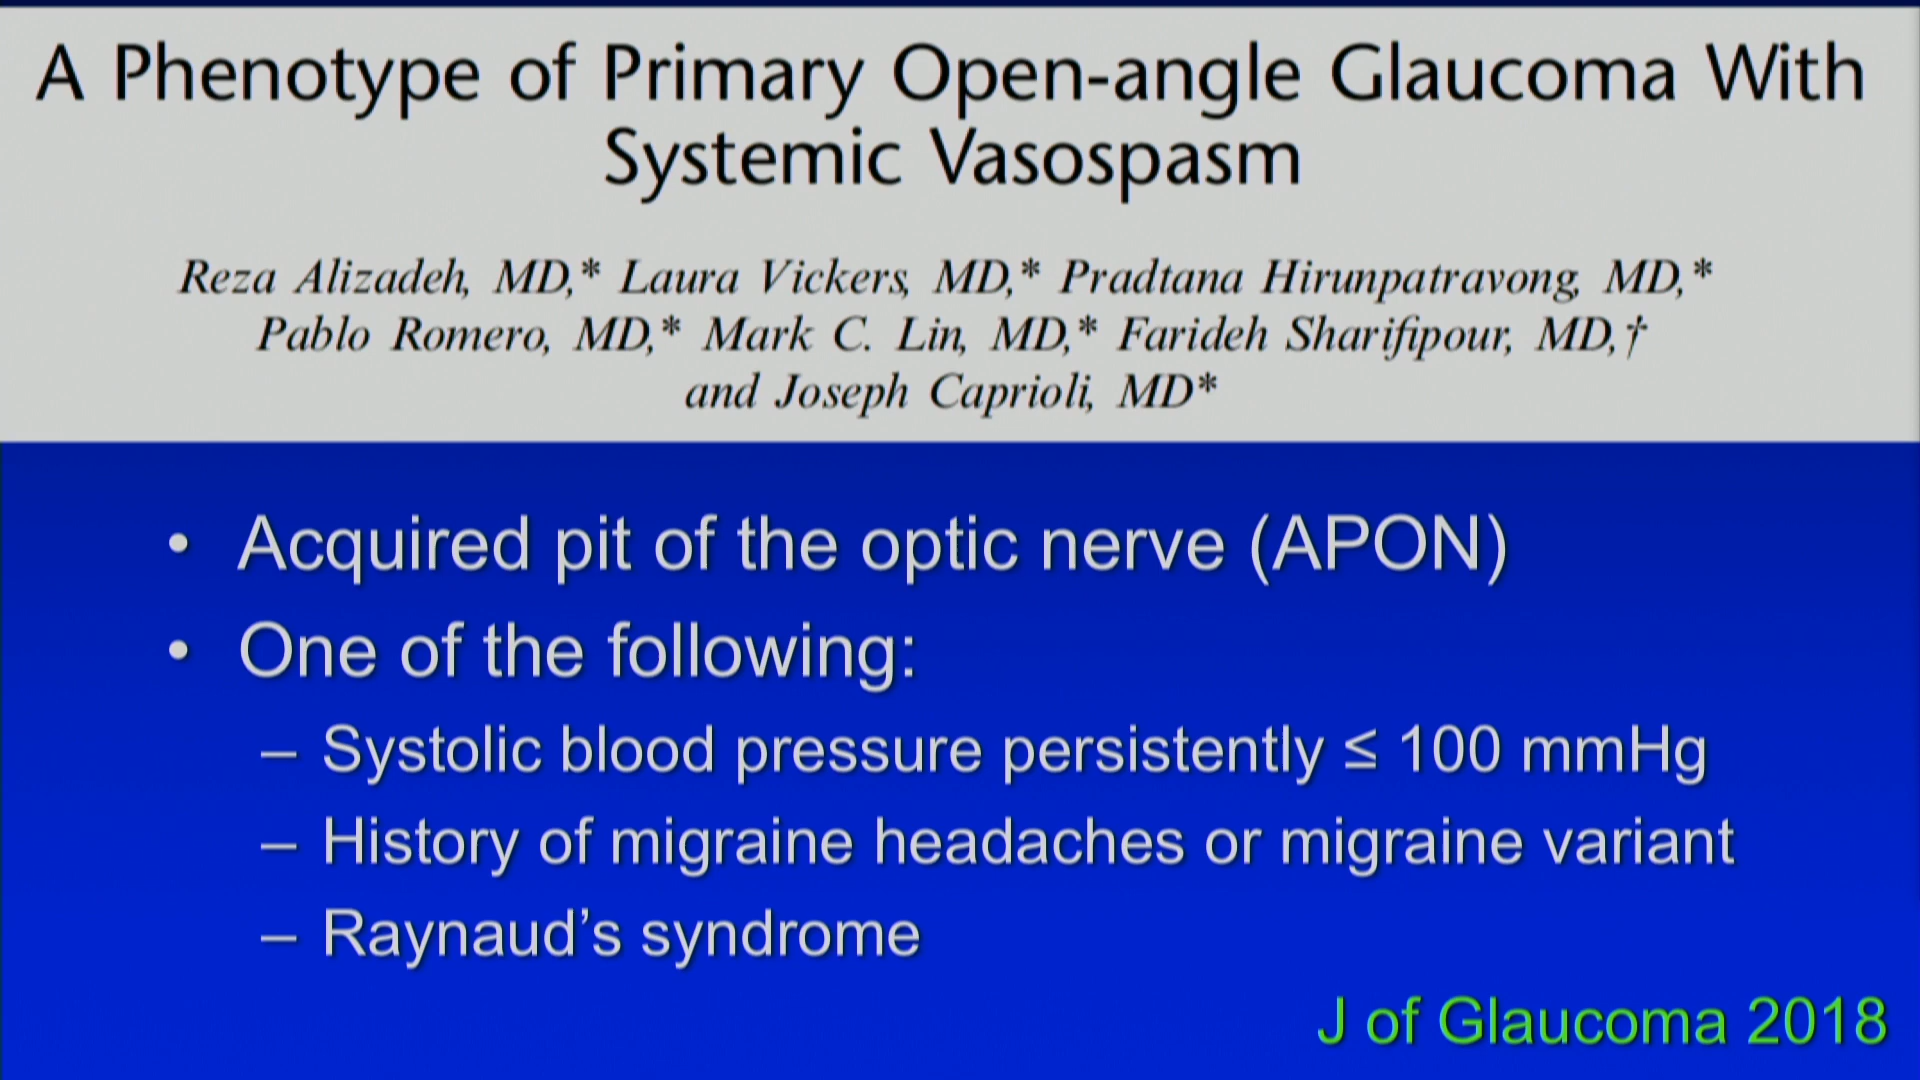 A Phenotype of Primary Open-angle Glaucoma With
Systemic Vasospasm
Reza Alizadeh, MD,* Laura Vickers, MD,* Pradtana Hirunpatravong, MD,*
Pablo Romero, MD,* Mark C. Lin, MD,* Farideh Sharifipour, MD,†
and Joseph Caprioli, MD*
• Acquired pit of the optic nerve (APON)
• One of the following:
– Systolic blood pressure persistently ≤ 100 mmHg
– History of migraine headaches or migraine variant
– Raynaud’s syndrome
J of Glaucoma 2018